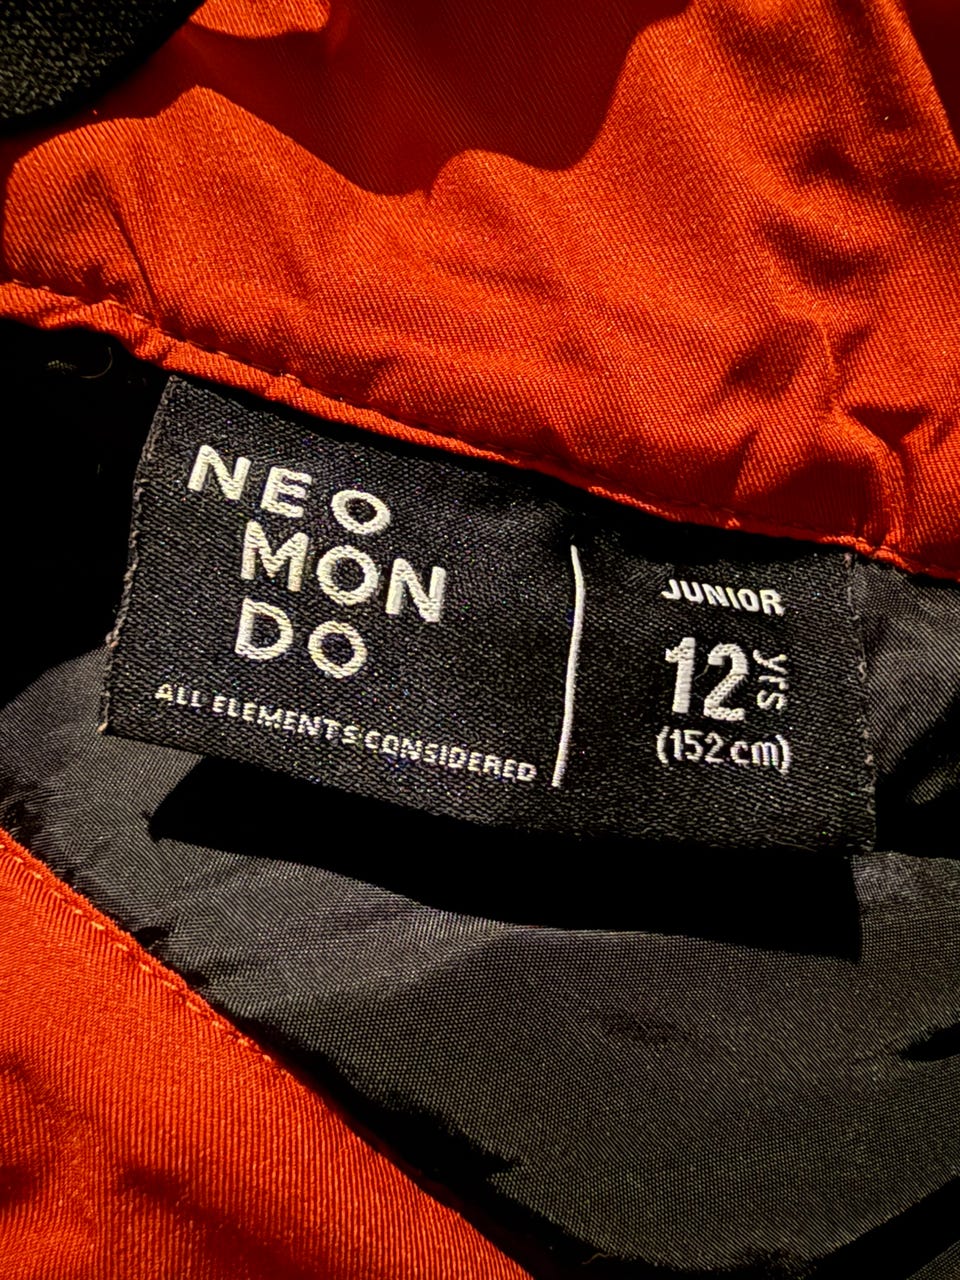 NEO
MON
DO
ALL ELEMENTS CONSIDERED
JUNIOR
12 yrs
(152 cm)